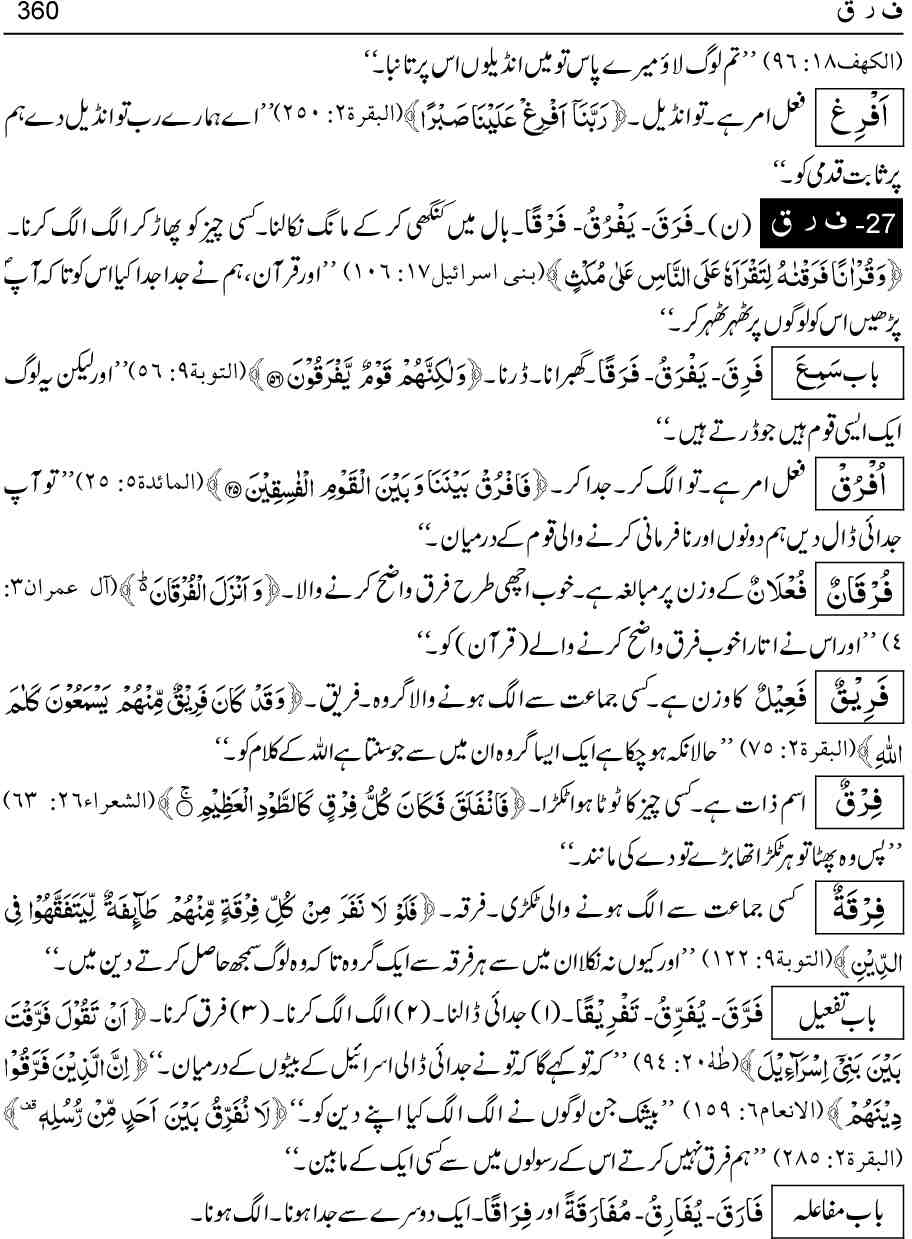 ف ر ق 360
(الكهف۱۸: ۹۶) ’’تم لوگ لاؤ میرے پاس تو میں انڈیلوں اس پر تانبا۔‘‘
اَفْرِغْ فعل امر ہے۔ تو انڈیل۔ ﴿رَبَّنَاۤ اَفْرِغْ عَلَیْنَا صَبْرًا﴾ (البقرة۲: ۲۵۰) ’’اے ہمارے رب تو انڈیل دے ہم
پر ثابت قدمی کو۔‘‘
27- ف ر ق (ن)۔ فَرَقَ- يَفْرُقُ- فَرْقًا۔ بال میں کنگھی کر کے مانگ نکالنا۔ کسی چیز کو پھاڑ کر الگ الگ کرنا۔
﴿وَقُرْاٰنًا فَرَقْنٰهُ لِتَقْرَاَهٗ عَلَی النَّاسِ عَلٰی مُكْثٍ﴾ (بنی اسرائیل۱۷: ۱۰۶) ’’اور قرآن، ہم نے جدا جدا کیا اس کو تاکہ آپؐ
پڑھیں اس کو لوگوں پر ٹھہر ٹھہر کر۔‘‘
باب سَمِعَ فَرِقَ- يَفْرَقُ- فَرَقًا۔ گھبرانا۔ ڈرنا۔ ﴿وَلٰكِنَّهُمْ قَوْمٌ یَّفْرَقُوْنَ ۝۵۶﴾ (التوبة۹: ۵۶) ’’اور لیکن یہ لوگ
ایک ایسی قوم ہیں جو ڈرتے ہیں۔‘‘
اُفْرُقْ فعل امر ہے۔ تو الگ کر۔ جدا کر۔ ﴿فَافْرُقْ بَیْنَنَا وَ بَیْنَ الْقَوْمِ الْفٰسِقِیْنَ ۝۲۵﴾ (المائدة۵: ۲۵) ’’تو آپ
جدائی ڈال دیں ہم دونوں اور نافرمانی کرنے والی قوم کے درمیان۔‘‘
فُرْقَانٌ فُعْلَانٌ کے وزن پر مبالغہ ہے۔ خوب اچھی طرح فرق واضح کرنے والا۔ ﴿وَ اَنْزَلَ الْفُرْقَانَ ؕ﴾ (آل عمران۳:
۴) ’’اور اس نے اتارا خوب فرق واضح کرنے والے (قرآن) کو۔‘‘
فَرِيْقٌ فَعِيْلٌ کا وزن ہے۔ کسی جماعت سے الگ ہونے والا گروہ۔ فریق۔ ﴿وَقَدْ كَانَ فَرِیْقٌ مِّنْهُمْ یَسْمَعُوْنَ كَلٰمَ
اللّٰهِ﴾ (البقرة۲: ۷۵) ’’حالانکہ ہو چکا ہے ایک ایسا گروہ ان میں سے جو سنتا ہے اللہ کے کلام کو۔‘‘
فِرْقٌ اسم ذات ہے۔ کسی چیز کا ٹوٹا ہوا ٹکڑا۔ ﴿فَانْفَلَقَ فَكَانَ كُلُّ فِرْقٍ كَالطَّوْدِ الْعَظِیْمِ ۝ۚ﴾ (الشعراء۲۶: ۶۳)
’’پس وہ پھٹا تو ہر ٹکڑا تھا بڑے تودے کی مانند۔‘‘
فِرْقَةٌ کسی جماعت سے الگ ہونے والی ٹکڑی۔ فرقہ۔ ﴿فَلَوْ لَا نَفَرَ مِنْ كُلِّ فِرْقَةٍ مِّنْهُمْ طَآىِٕفَةٌ لِّیَتَفَقَّهُوْا فِی
الدِّیْنِ﴾ (التوبة۹: ۱۲۲) ’’اور کیوں نہ نکلا ان میں سے ہر فرقہ سے ایک گروہ تاکہ وہ لوگ سمجھ حاصل کرتے دین میں۔‘‘
باب تفعیل فَرَّقَ- يُفَرِّقُ- تَفْرِيْقًا۔ (۱) جدائی ڈالنا۔ (۲) الگ الگ کرنا۔ (۳) فرق کرنا۔ ﴿اَنْ تَقُوْلَ فَرَّقْتَ
بَیْنَ بَنِیْۤ اِسْرَآءِیْلَ﴾ (طٰهٰ۲۰: ۹۴) ’’کہ تو کہے گا کہ تو نے جدائی ڈالی اسرائیل کے بیٹوں کے درمیان۔‘‘ ﴿اِنَّ الَّذِیْنَ فَرَّقُوْا
دِیْنَهُمْ﴾ (الانعام۶: ۱۵۹) ’’بیشک جن لوگوں نے الگ الگ کیا اپنے دین کو۔‘‘ ﴿لَا نُفَرِّقُ بَیْنَ اَحَدٍ مِّنْ رُّسُلِهٖ ۫﴾
(البقرة۲: ۲۸۵) ’’ہم فرق نہیں کرتے اس کے رسولوں میں سے کسی ایک کے مابین۔‘‘
باب مفاعلہ فَارَقَ- يُفَارِقُ- مُفَارَقَةً اور فِرَاقًا۔ ایک دوسرے سے جدا ہونا۔ الگ ہونا۔